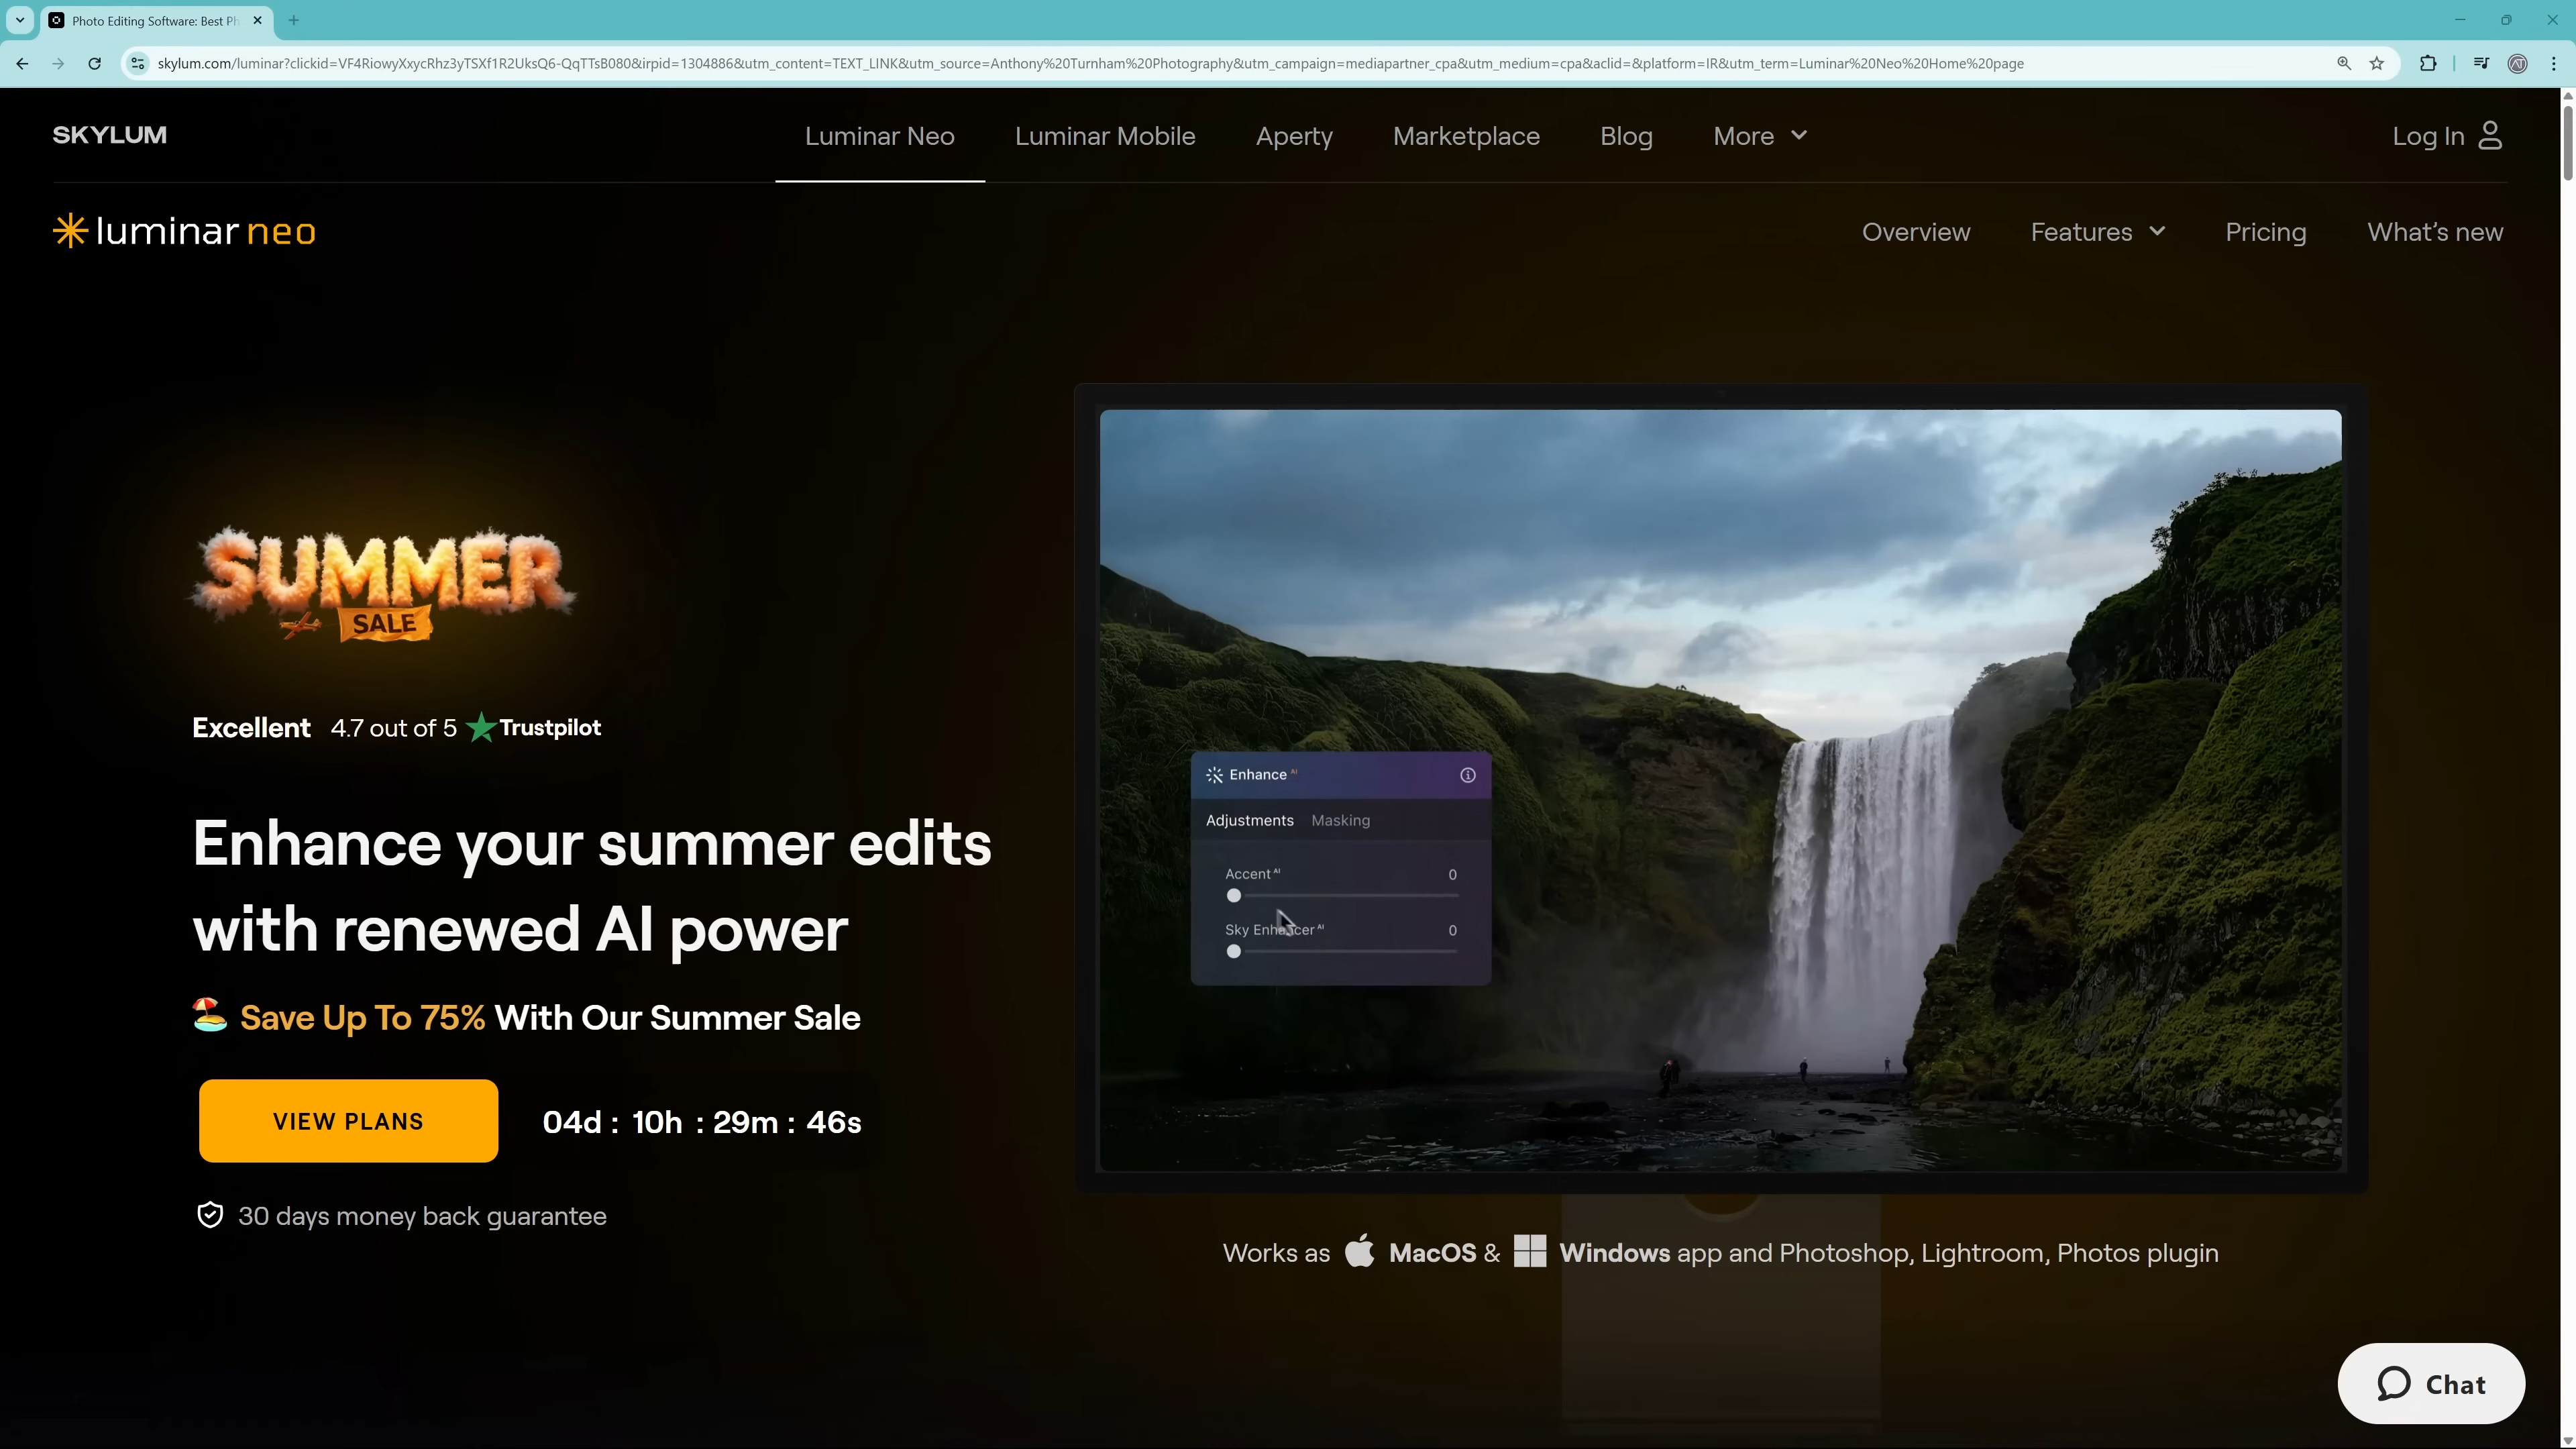 Photo Editing Software: Best Ph
skylum.com/luminar?clickid=VF4RiowyXxycRhz3yTSXf1R2UksQ6-QqTTsB080&irpid=1304886&utm_content=TEXT_LINK&utm_source=Anthony%20Turnham%20Photography&utm_campaign=mediapartner_cpa&utm_medium=cpa&aclid=&platform=IR&utm_term=Luminar%20Neo%20Home%20page
SKYLUM
Luminar Neo
Luminar Mobile
Aperty
Marketplace
Blog
More
Log In
luminar neo
Overview
Features
Pricing
What's new
SUMMER
SALE
Excellent 4.7 out of 5 Trustpilot
Enhance your summer edits
with renewed AI power
Save Up To 75% With Our Summer Sale
VIEW PLANS
04d : 10h : 29m : 46s
30 days money back guarantee
Enhance AI
Adjustments Masking
Accent AI 0
Sky Enhancer AI 0
Works as MacOS & Windows app and Photoshop, Lightroom, Photos plugin
Chat